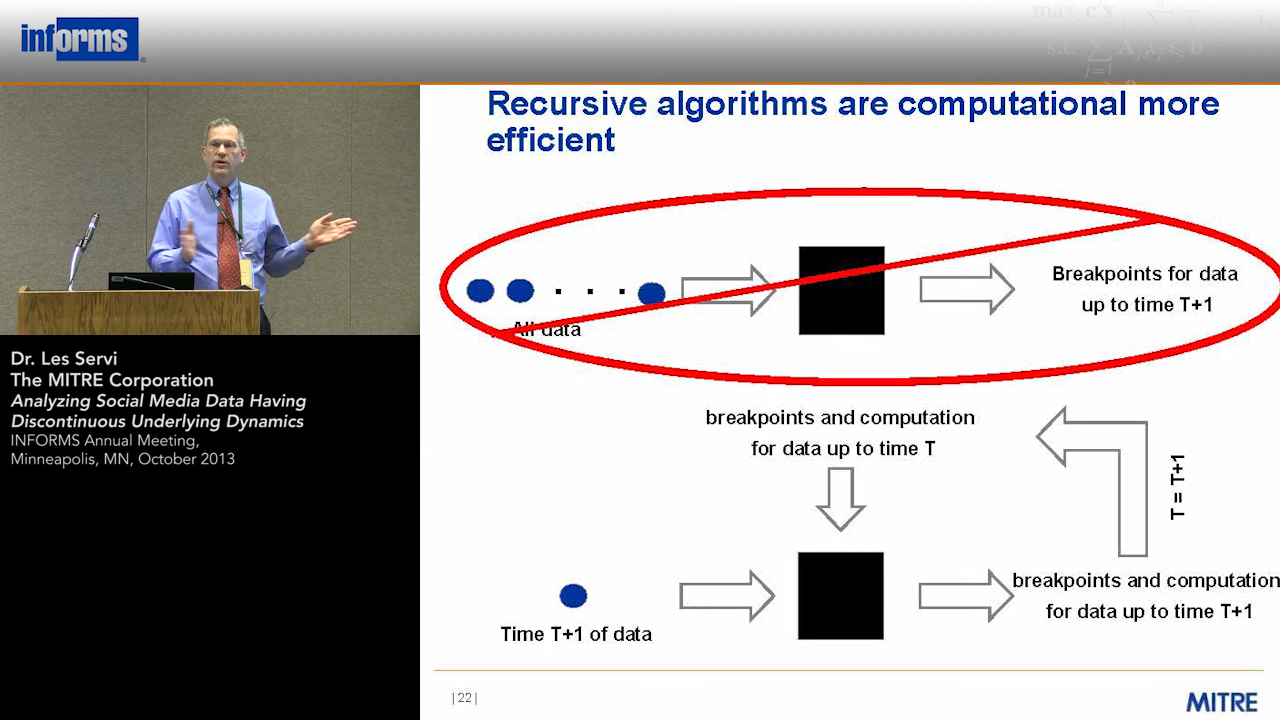 informs
max c'x
s.t.
j=1
Recursive algorithms are computational more
efficient
All data
Breakpoints for data
up to time T+1
Dr. Les Servi
The MITRE Corporation
Analyzing Social Media Data Having
Discontinuous Underlying Dynamics
INFORMS Annual Meeting,
Minneapolis, MN, October 2013
breakpoints and computation
for data up to time T
T = T+1
Time T+1 of data
breakpoints and computation
for data up to time T+1
|22|
MITRE